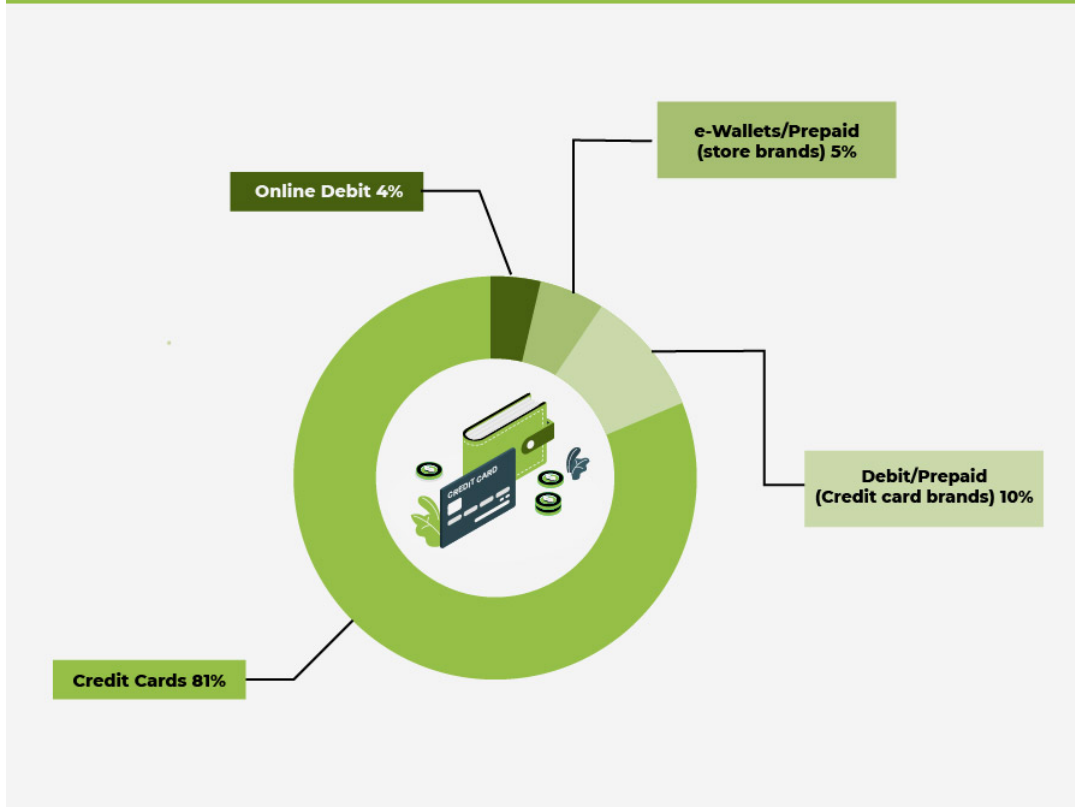 e-Wallets/Prepaid
(store brands) 5%
Online Debit 4%
CREDIT CARD
Debit/Prepaid
(Credit card brands) 10%
Credit Cards 81%